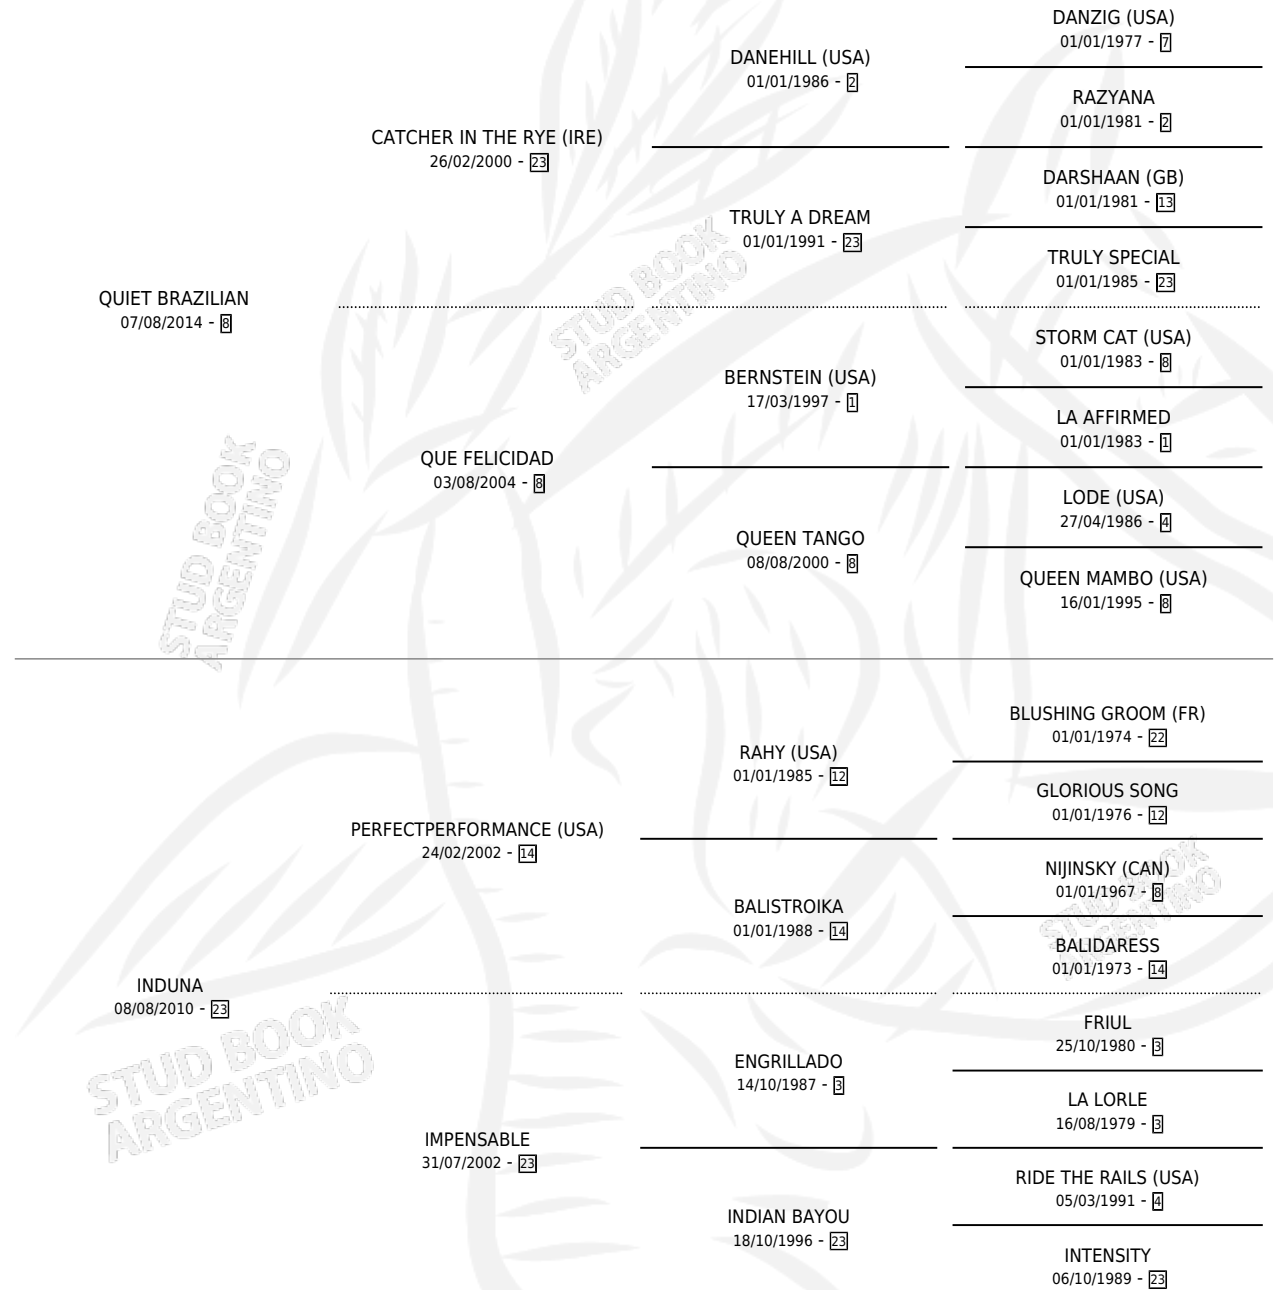 DANZIG (USA)
01/01/1977 - 7
DANEHILL (USA)
01/01/1986 - 2
RAZYANA
01/01/1981 - 2
CATCHER IN THE RYE (IRE)
26/02/2000 - 23
DARSHAAN (GB)
01/01/1981 - 13
TRULY A DREAM
01/01/1991 - 23
TRULY SPECIAL
01/01/1985 - 23
QUIET BRAZILIAN
07/08/2014 - 8
STORM CAT (USA)
01/01/1983 - 8
BERNSTEIN (USA)
17/03/1997 - 1
LA AFFIRMED
01/01/1983 - 1
QUE FELICIDAD
03/08/2004 - 8
LODE (USA)
27/04/1986 - 4
QUEEN TANGO
08/08/2000 - 8
QUEEN MAMBO (USA)
16/01/1995 - 8
BLUSHING GROOM (FR)
01/01/1974 - 22
RAHY (USA)
01/01/1985 - 12
GLORIOUS SONG
01/01/1976 - 12
PERFECTPERFORMANCE (USA)
24/02/2002 - 14
NIJINSKY (CAN)
01/01/1967 - 8
BALISTROIKA
01/01/1988 - 14
BALIDARESS
01/01/1973 - 14
INDUNA
08/08/2010 - 23
FRIUL
25/10/1980 - 3
ENGRILLADO
14/10/1987 - 3
LA LORLE
16/08/1979 - 3
IMPENSABLE
31/07/2002 - 23
RIDE THE RAILS (USA)
05/03/1991 - 4
INDIAN BAYOU
18/10/1996 - 23
INTENSITY
06/10/1989 - 23
STUD BOOK
ARGENTINO
STUD BOOK
ARGENTINO
STUD BOOK
ARGENTINO
STUD BOOK
ARGENTINO